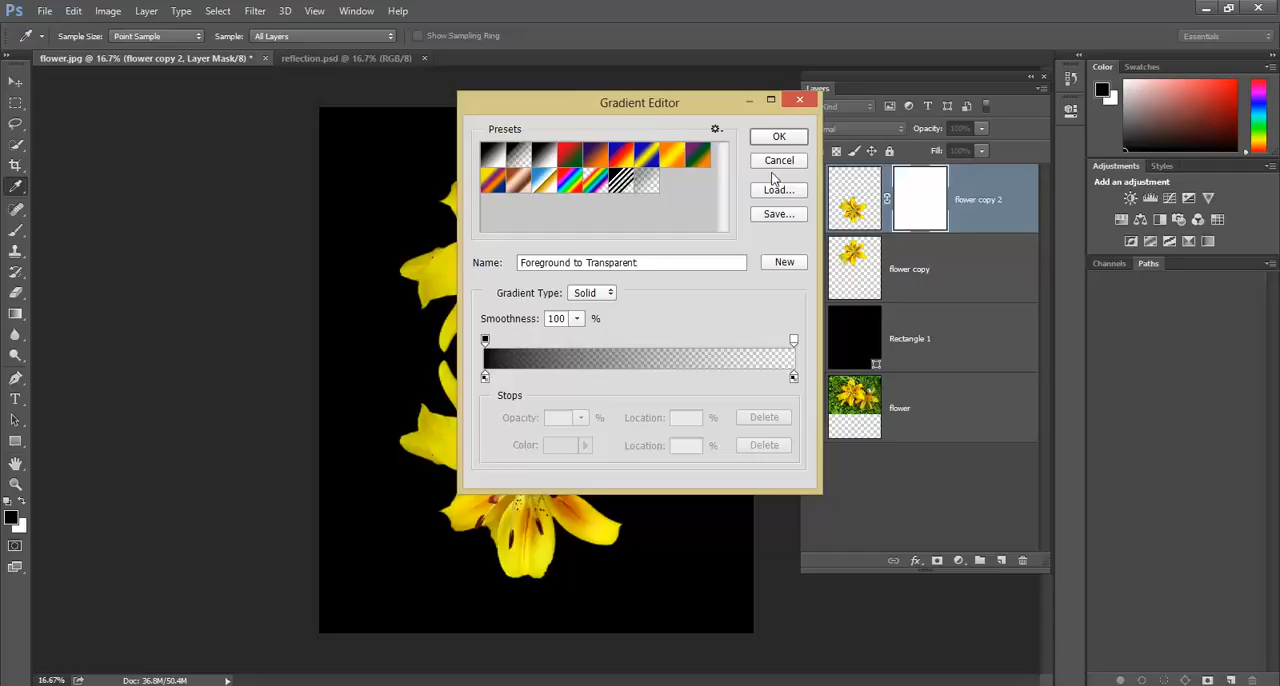 Ps File Edit Image Layer Type Select Filter 3D View Window Help
Sample Size: Point Sample Sample: All Layers Show Sampling Ring Essentials
flower.jpg @ 16.7% (flower copy 2, Layer Mask/8) * × reflection.psd @ 16.7% (RGB/8) ×
Layers
Kind
Opacity: 100%
Fill: 100%
flower copy 2
flower copy
Rectangle 1
flower
Gradient Editor
Presets
OK
Cancel
Load...
Save...
Name: Foreground to Transparent New
Gradient Type: Solid
Smoothness: 100 %
Stops
Opacity: % Location: % Delete
Color: Location: % Delete
Color Swatches
Adjustments Styles
Add an adjustment
Channels Paths
fx
T
16.67% Doc: 36.8M/50.4M